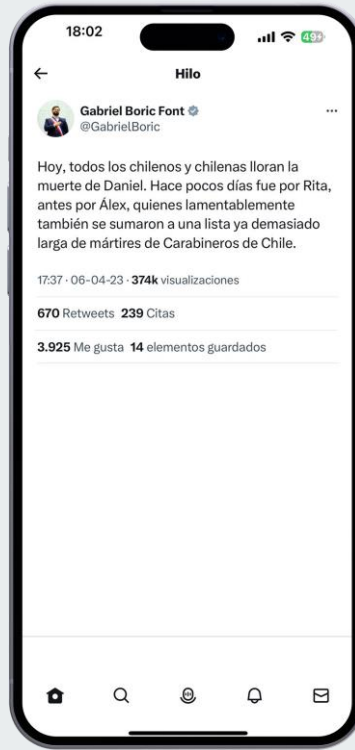 18:02
49
Hilo
Gabriel Boric Font
@GabrielBoric
Hoy, todos los chilenos y chilenas lloran la
muerte de Daniel. Hace pocos días fue por Rita,
antes por Álex, quienes lamentablemente
también se sumaron a una lista ya demasiado
larga de mártires de Carabineros de Chile.
17:37 · 06-04-23 · 374k visualizaciones
670 Retweets 239 Citas
3.925 Me gusta 14 elementos guardados